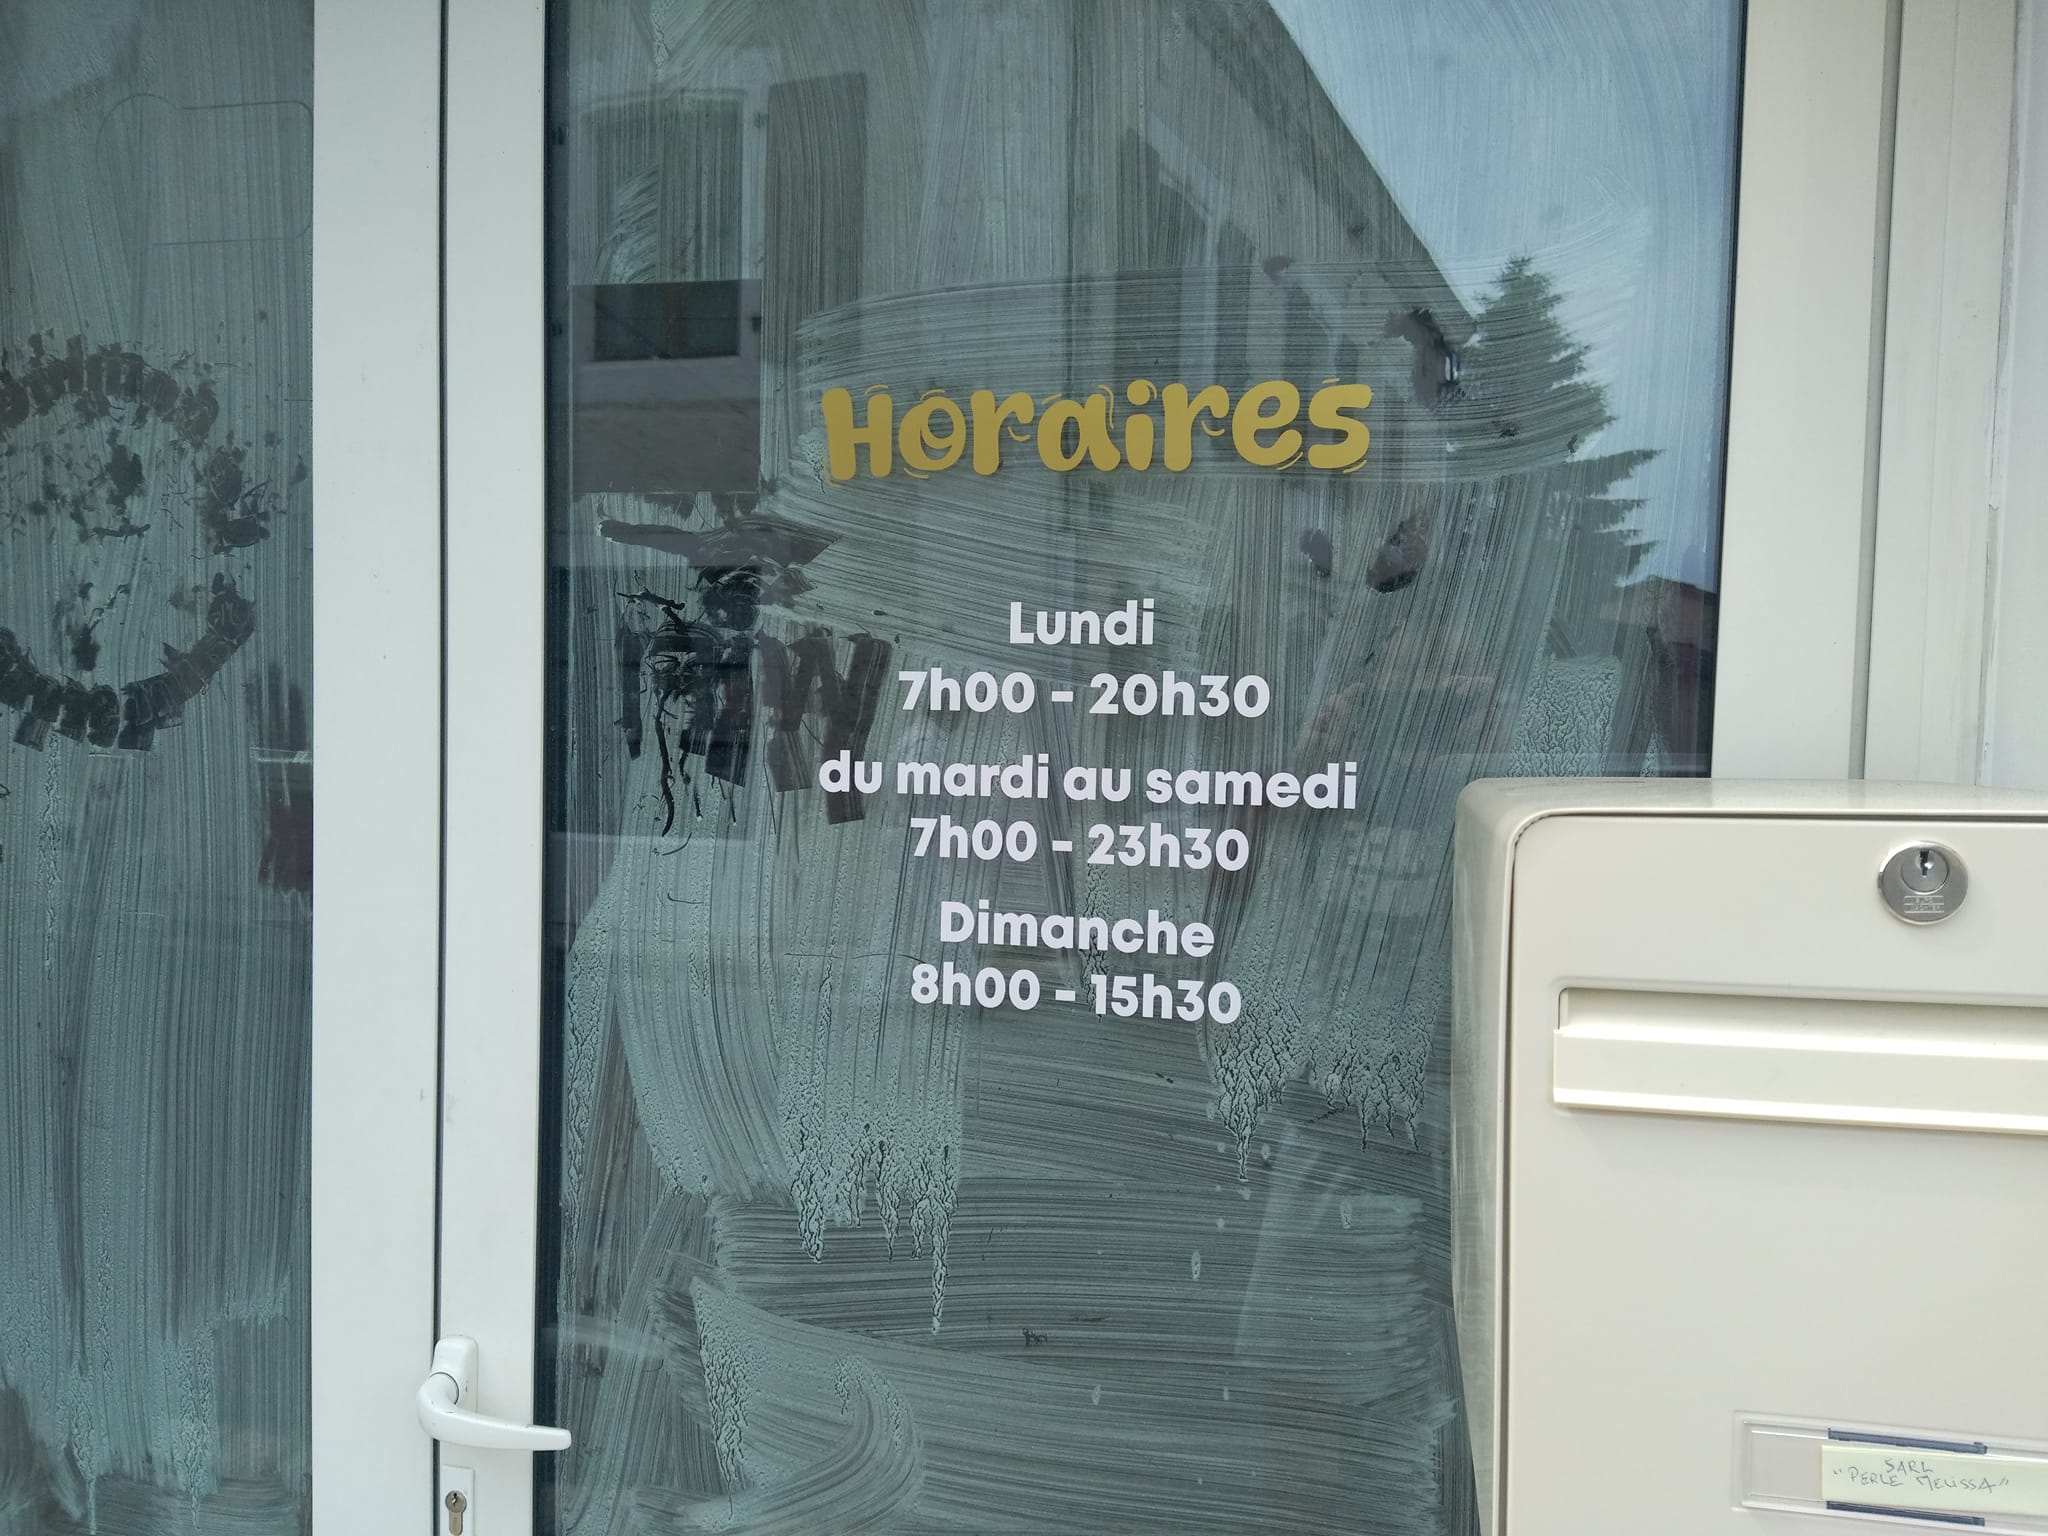 Horaires
Lundi
7h00 - 20h30
du mardi au samedi
7h00 - 23h30
Dimanche
8h00 - 15h30
SARL
"PERLE MELISSA"